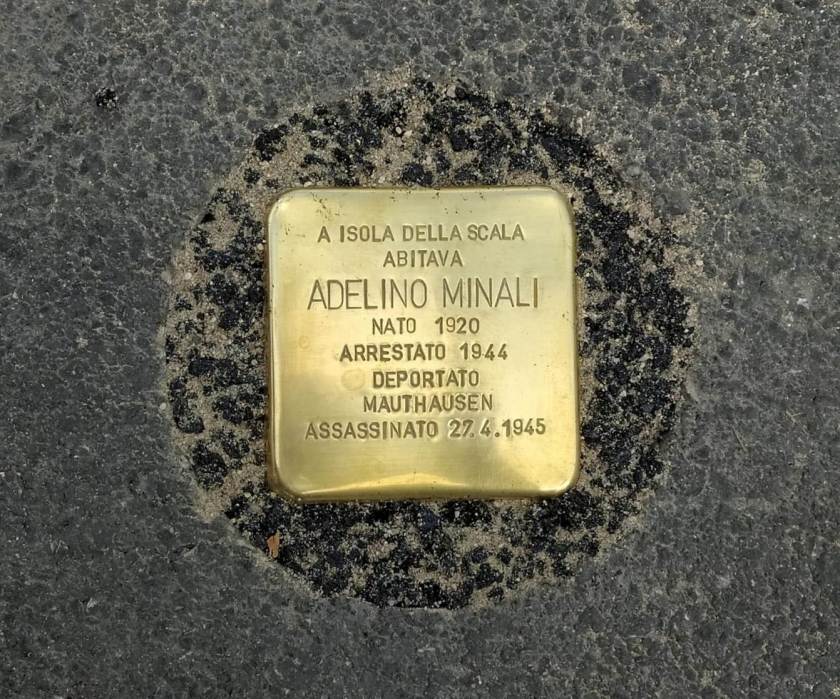 A ISOLA DELLA SCALA
ABITAVA
ADELINO MINALI
NATO 1920
ARRESTATO 1944
DEPORTATO
MAUTHAUSEN
ASSASSINATO 27.4.1945